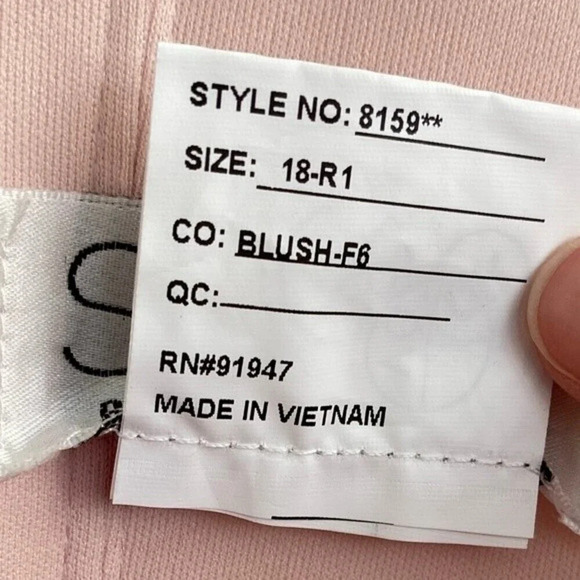 STYLE NO: 8159**
SIZE: 18-R1
CO: BLUSH-F6
QC:
RN#91947
MADE IN VIETNAM